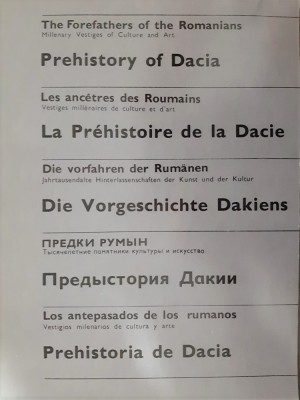 The Forefathers of the Romanians
Millenary Vestiges of Culture and Art
Prehistory of Dacia
Les ancêtres des Roumains
Vestiges millénaires de culture et d'art
La Préhistoire de la Dacie
Die vorfahren der Rumänen
Jahrtausendalte Hinterlassenschaften der Kunst und der Kultur
Die Vorgeschichte Dakiens
ПРЕДКИ РУМЫН
Тысячелетние памятники культуры и искусство
Предыстория Дакии
Los antepasados de los rumanos
Vestigios milenarios de cultura y arte
Prehistoria de Dacia